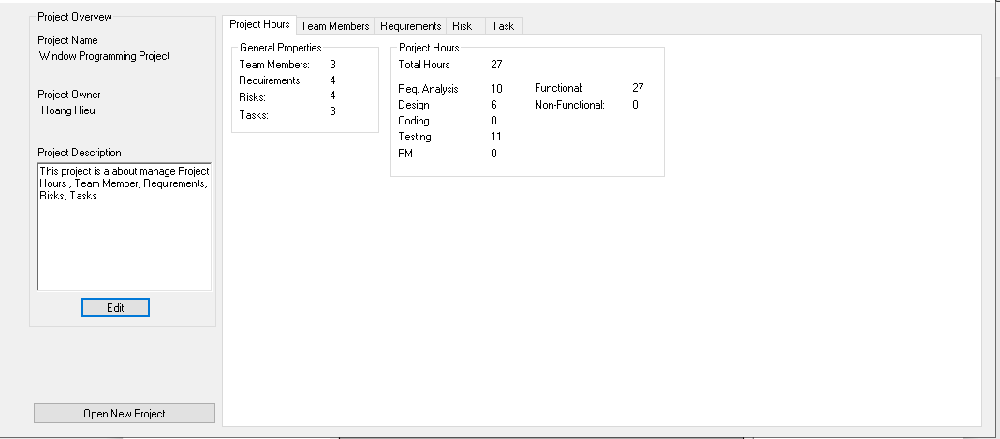 Project Overvew
Project Name
Window Programming Project
Project Owner
Hoang Hieu
Project Description
This project is a about manage Project
Hours , Team Member, Requirements,
Risks, Tasks
Edit
Open New Project
Project Hours Team Members Requirements Risk Task
General Properties
Team Members: 3
Requirements: 4
Risks: 4
Tasks: 3
Porject Hours
Total Hours 27
Req. Analysis 10 Functional: 27
Design 6 Non-Functional: 0
Coding 0
Testing 11
PM 0